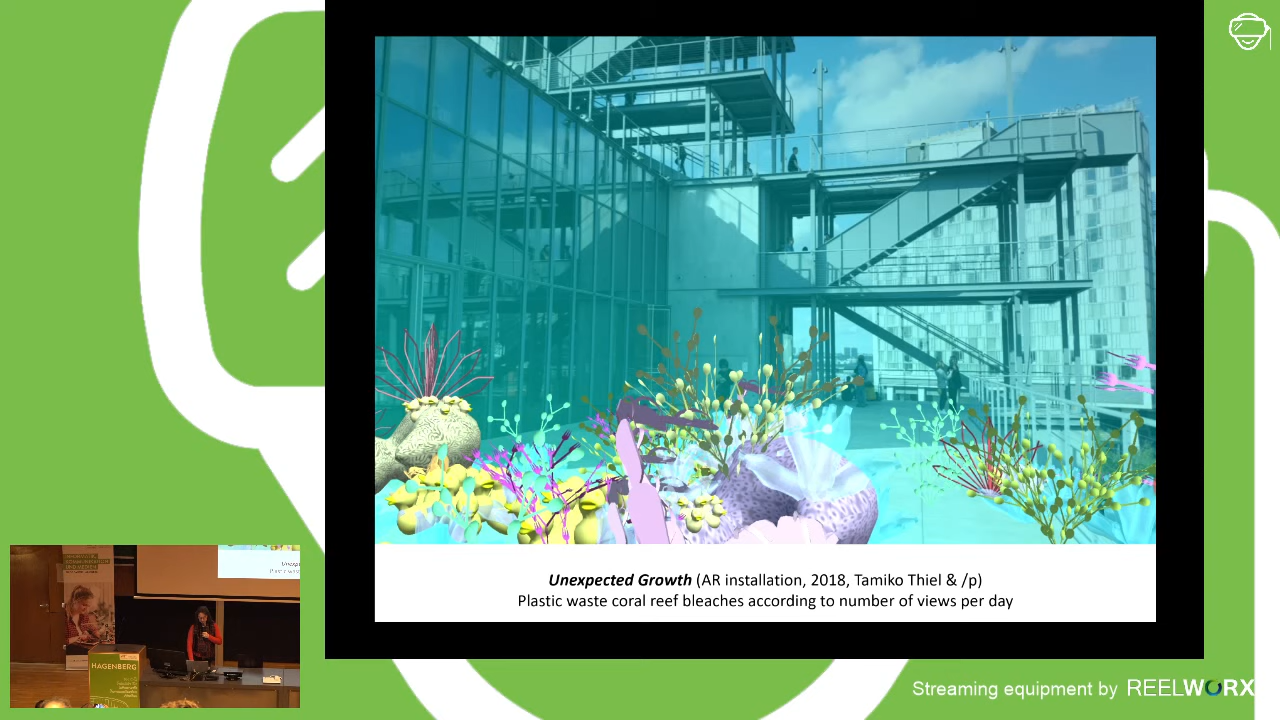 Unexpected Growth (AR installation, 2018, Tamiko Thiel & /p)
Plastic waste coral reef bleaches according to number of views per day
HAGENBERG
Streaming equipment by REELWORX